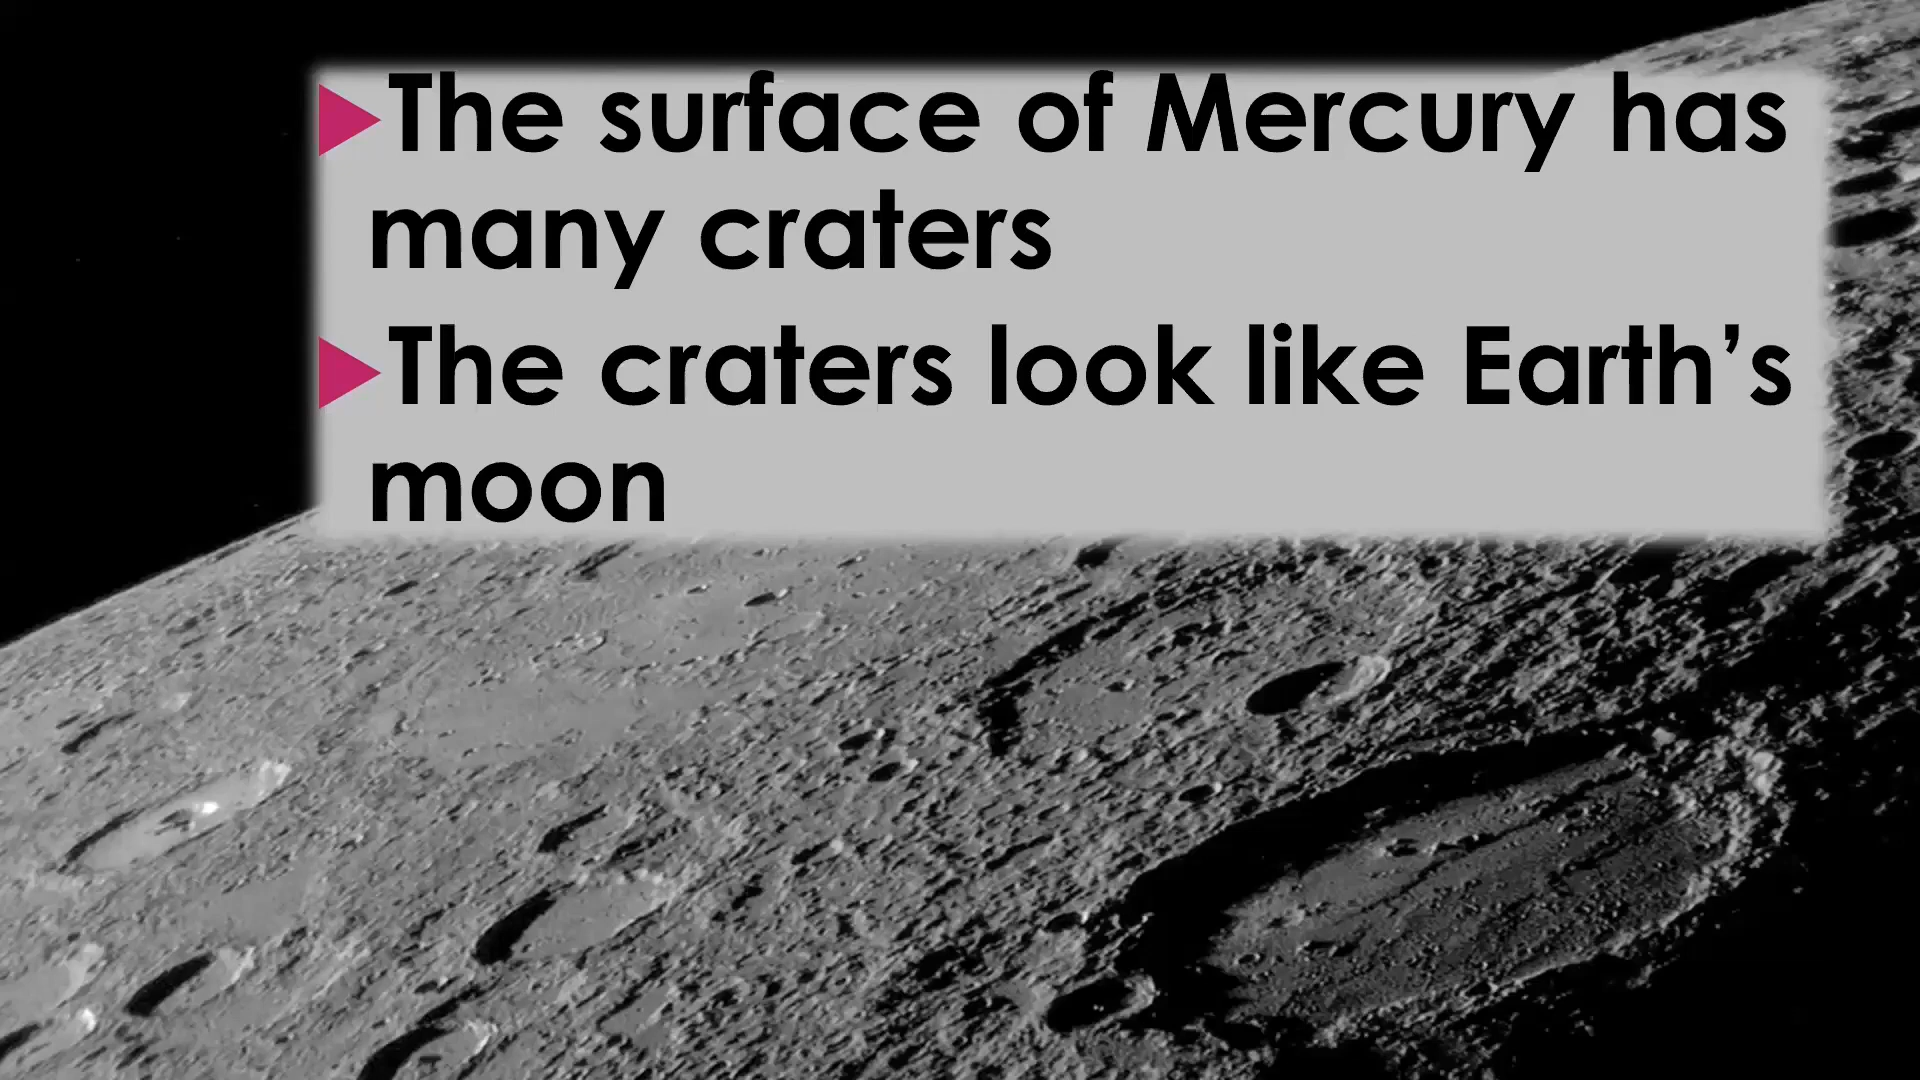 The surface of Mercury has
many craters
The craters look like Earth’s
moon